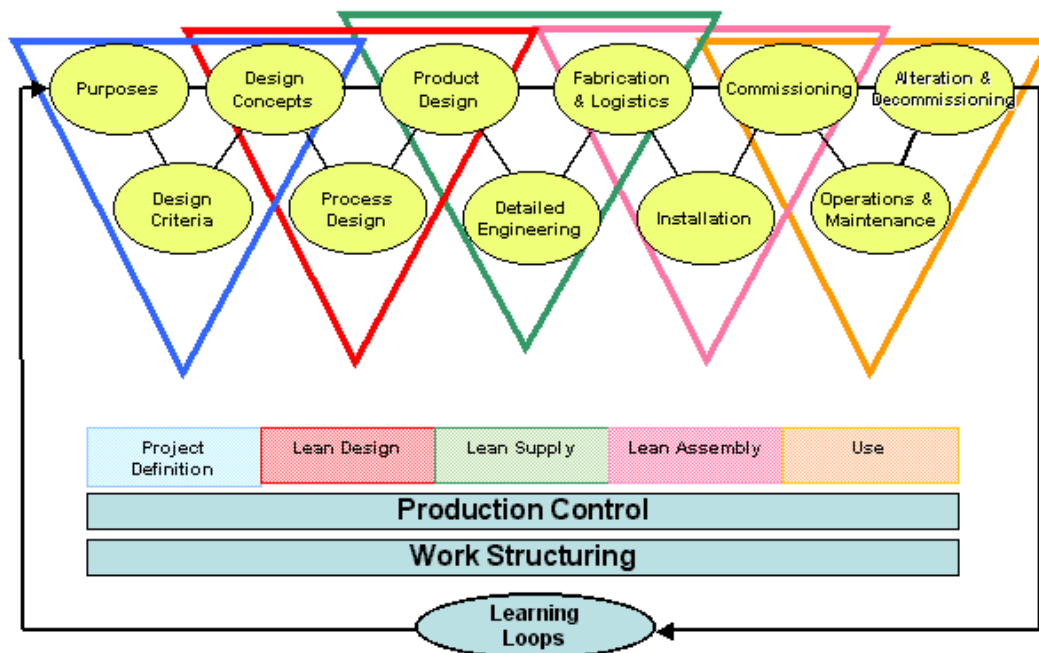 Purposes
Design
Concepts
Product
Design
Fabrication
& Logistics
Commissioning
Alteration &
Decommissioning
Design
Criteria
Process
Design
Detailed
Engineering
Installation
Operations &
Maintenance
Project
Definition
Lean Design
Lean Supply
Lean Assembly
Use
Production Control
Work Structuring
Learning
Loops